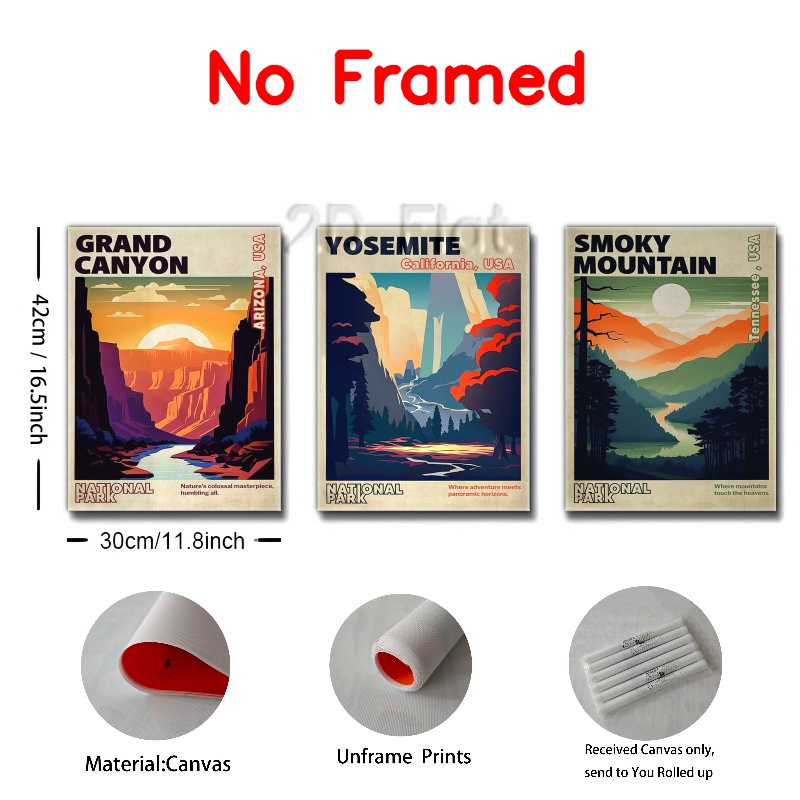 No Framed
2D Flat
GRAND
CANYON
ARIZONA, USA
NATIONAL
PARK
Nature's colossal masterpiece,
humbling all.
YOSEMITE
California, USA
NATIONAL
PARK
Where adventure meets
panoramic horizons.
SMOKY
MOUNTAIN
Tennessee , USA
NATIONAL
PARK
Where mountains
touch the heavens.
42cm / 16.5inch
30cm/11.8inch
Material:Canvas
Unframe Prints
Received Canvas only,
send to You Rolled up